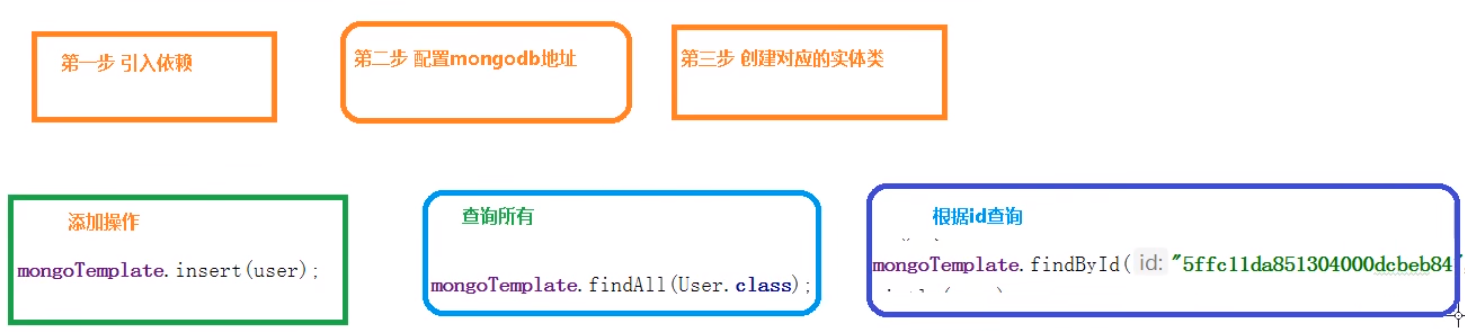 第一步 引入依赖
第二步 配置mongodb地址
第三步 创建对应的实体类
添加操作
mongoTemplate.insert(user);
查询所有
mongoTemplate.findAll(User.class);
根据id查询
mongoTemplate.findById( id: "5ffc11da851304000dcbeb84"